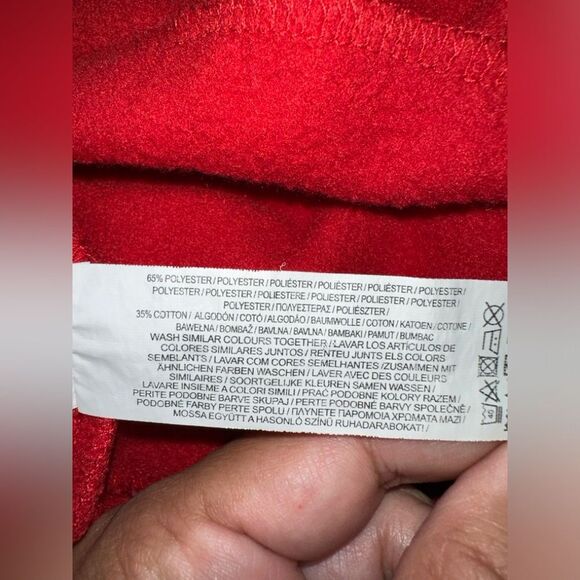 65% POLYESTER / POLYESTER / POLIÉSTER / POLIÈSTER / POLIÉSTER / POLYESTER /
POLYESTER / POLYESTER / POLIESTERE / POLIESTER / POLYESTER / POLYESTER /
POLYESTER / ΠΟΛΥΕΣΤΕΡΑΣ / POLIÉSZTER /
35% COTTON / ALGODÓN / COTÓ / ALGODÃO / BAUMWOLLE / COTON / KATOEN / COTONE /
BAWEŁNA / BOMBAŽ / BAVLNA / BAVLNA / BAMBAKI / PAMUT / BUMBAC
WASH SIMILAR COLOURS TOGETHER / LAVAR LOS ARTÍCULOS DE
COLORES SIMILARES JUNTOS / RENTEU JUNTS ELS COLORS
SEMBLANTS / LAVAR COM CORES SEMELHANTES /ZUSAMMEN MIT
ÄHNLICHEN FARBEN WASCHEN / LAVER AVEC DES COULEURS
SIMILAIRES / SOORTGELIJKE KLEUREN SAMEN WASSEN /
LAVARE INSIEME A COLORI SIMILI / PRAĆ PODOBNE KOLORY RAZEM /
PERITE PODOBNE BARVE SKUPAJ / PERTE PODOBNÉ BARVY SPOLEČNĚ /
PODOBNÉ FARBY PERTE SPOLU / ΠΛΥΝΕΤΕ ΠΑΡΟΜΟΙΑ ΧΡΩΜΑΤΑ ΜΑΖΙ /
MOSSA EGYÜTT A HASONLÓ SZÍNŰ RUHADARABOKAT! /